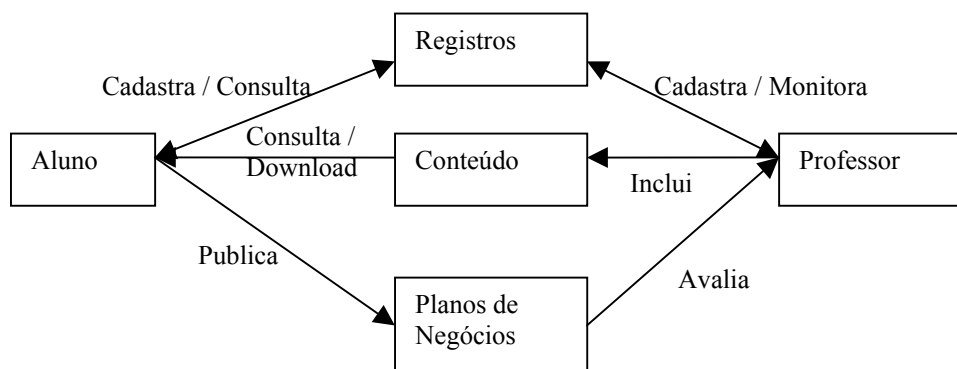 Registros
Cadastra / Consulta
Cadastra / Monitora
Aluno
Consulta /
Download
Conteúdo
Inclui
Professor
Publica
Avalia
Planos de
Negócios